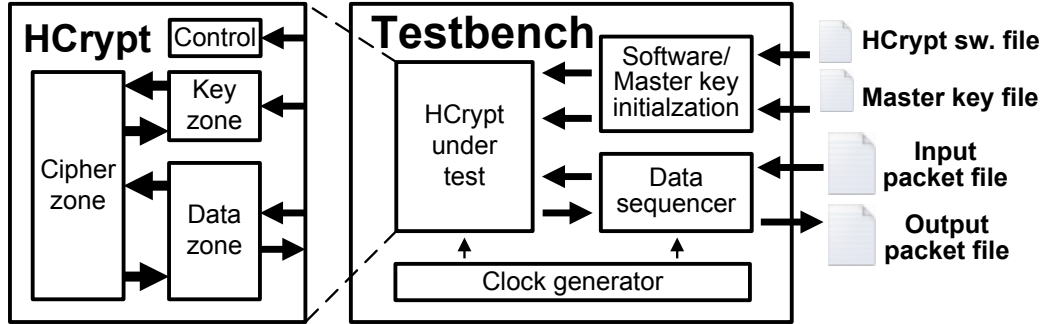 HCrypt
Control
Key
zone
Cipher
zone
Data
zone
Testbench
HCrypt
under
test
Software/
Master key
initialzation
Data
sequencer
Clock generator
HCrypt sw. file
Master key file
Input
packet file
Output
packet file